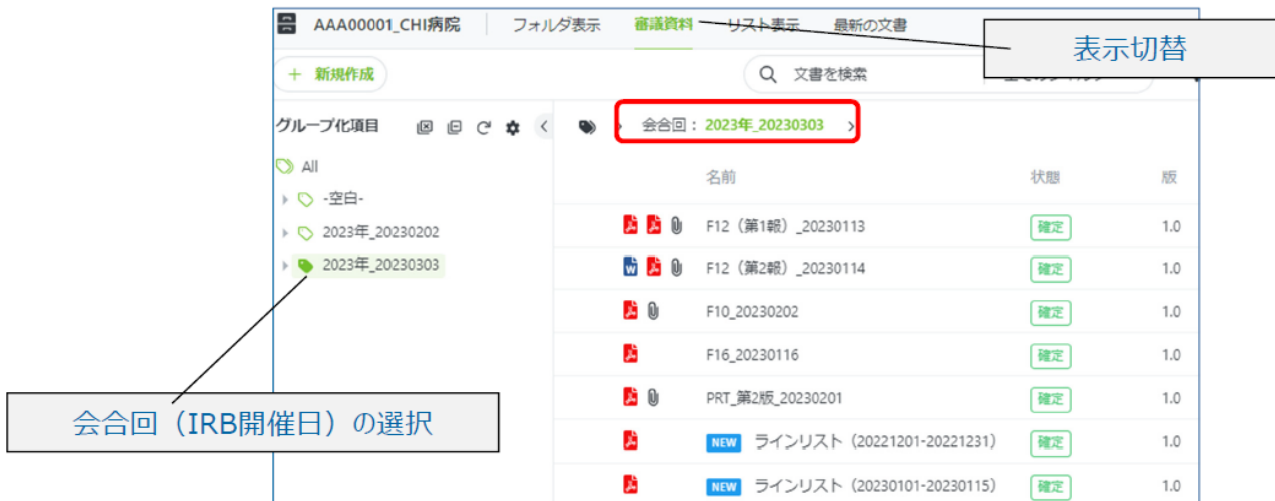 AAA00001_CHI病院 フォルダ表示 審議資料 リスト表示 最新の文書
表示切替
+ 新規作成
文書を検索
グループ化項目
会合回：2023年_20230303
All
-空白-
2023年_20230202
2023年_20230303
名前 状態 版
F12（第1報）_20230113 確定 1.0
F12（第2報）_20230114 確定 1.0
F10_20230202 確定 1.0
F16_20230116 確定 1.0
PRT_第2版_20230201 確定 1.0
NEW ラインリスト（20221201-20221231） 確定 1.0
NEW ラインリスト（20230101-20230115） 確定 1.0
会合回（IRB開催日）の選択